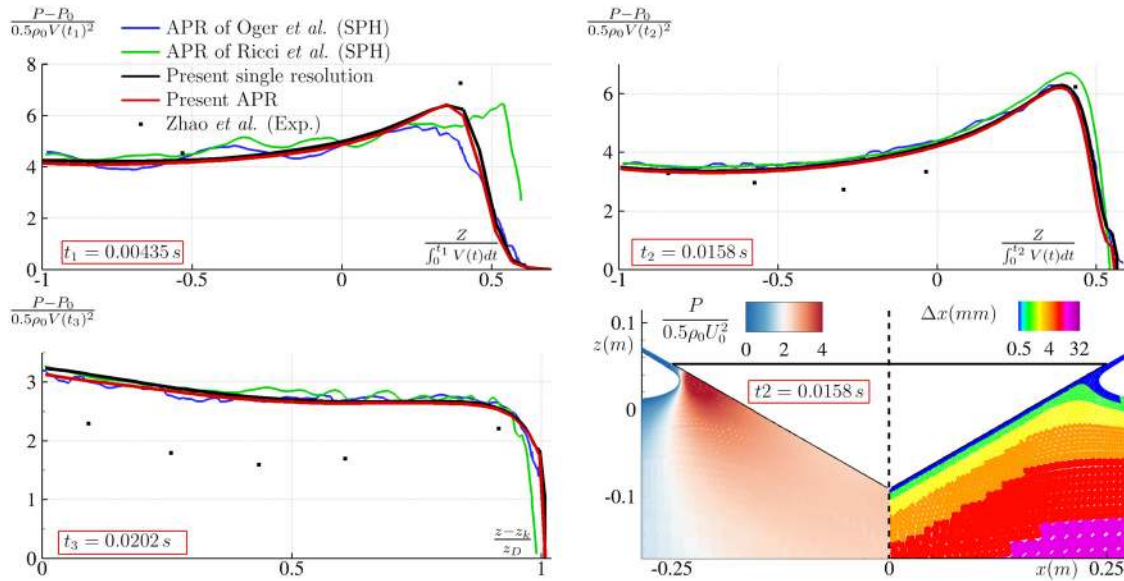 P−P₀ / 0.5ρ₀V(t₁)²
APR of Oger et al. (SPH)
APR of Ricci et al. (SPH)
Present single resolution
Present APR
Zhao et al. (Exp.)
8
6
4
2
0
-1 -0.5 0 0.5
t₁ = 0.00435 s
Z / ∫₀^t₁ V(t)dt
P−P₀ / 0.5ρ₀V(t₂)²
8
6
4
2
0
-1 -0.5 0 0.5
t₂ = 0.0158 s
Z / ∫₀^t₂ V(t)dt
P−P₀ / 0.5ρ₀V(t₃)²
3
2
1
0
0 0.5 1
t₃ = 0.0202 s
z−zₖ / z_D
0.1
z(m)
0
-0.1
P / 0.5ρ₀U₀²
0 2 4
Δx(mm)
0.5 4 32
t2 = 0.0158 s
-0.25 0 x(m) 0.25